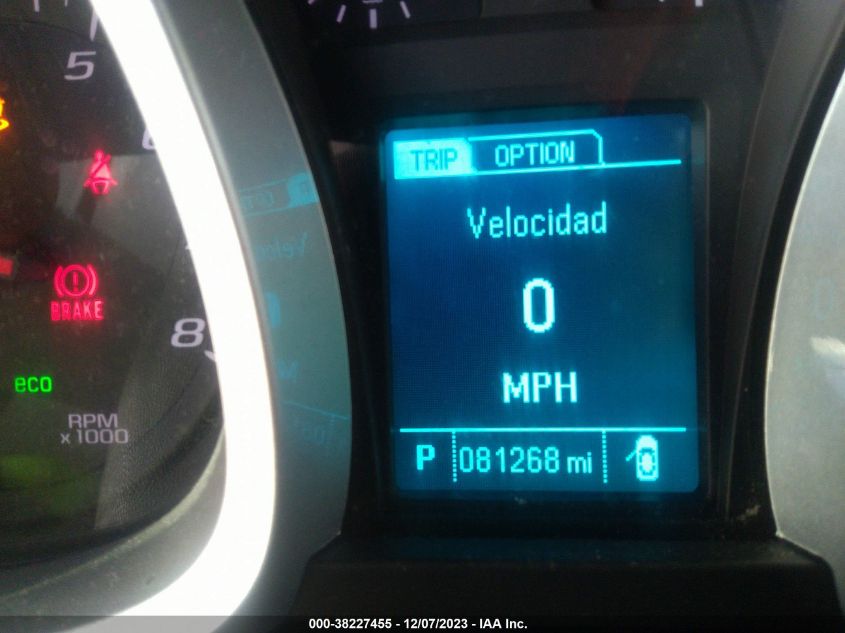 5
TRIP OPTION
Velocidad
0
BRAKE
8
MPH
eco
RPM
x1000
P 081268 mi
000-38227455 - 12/07/2023 - IAA Inc.